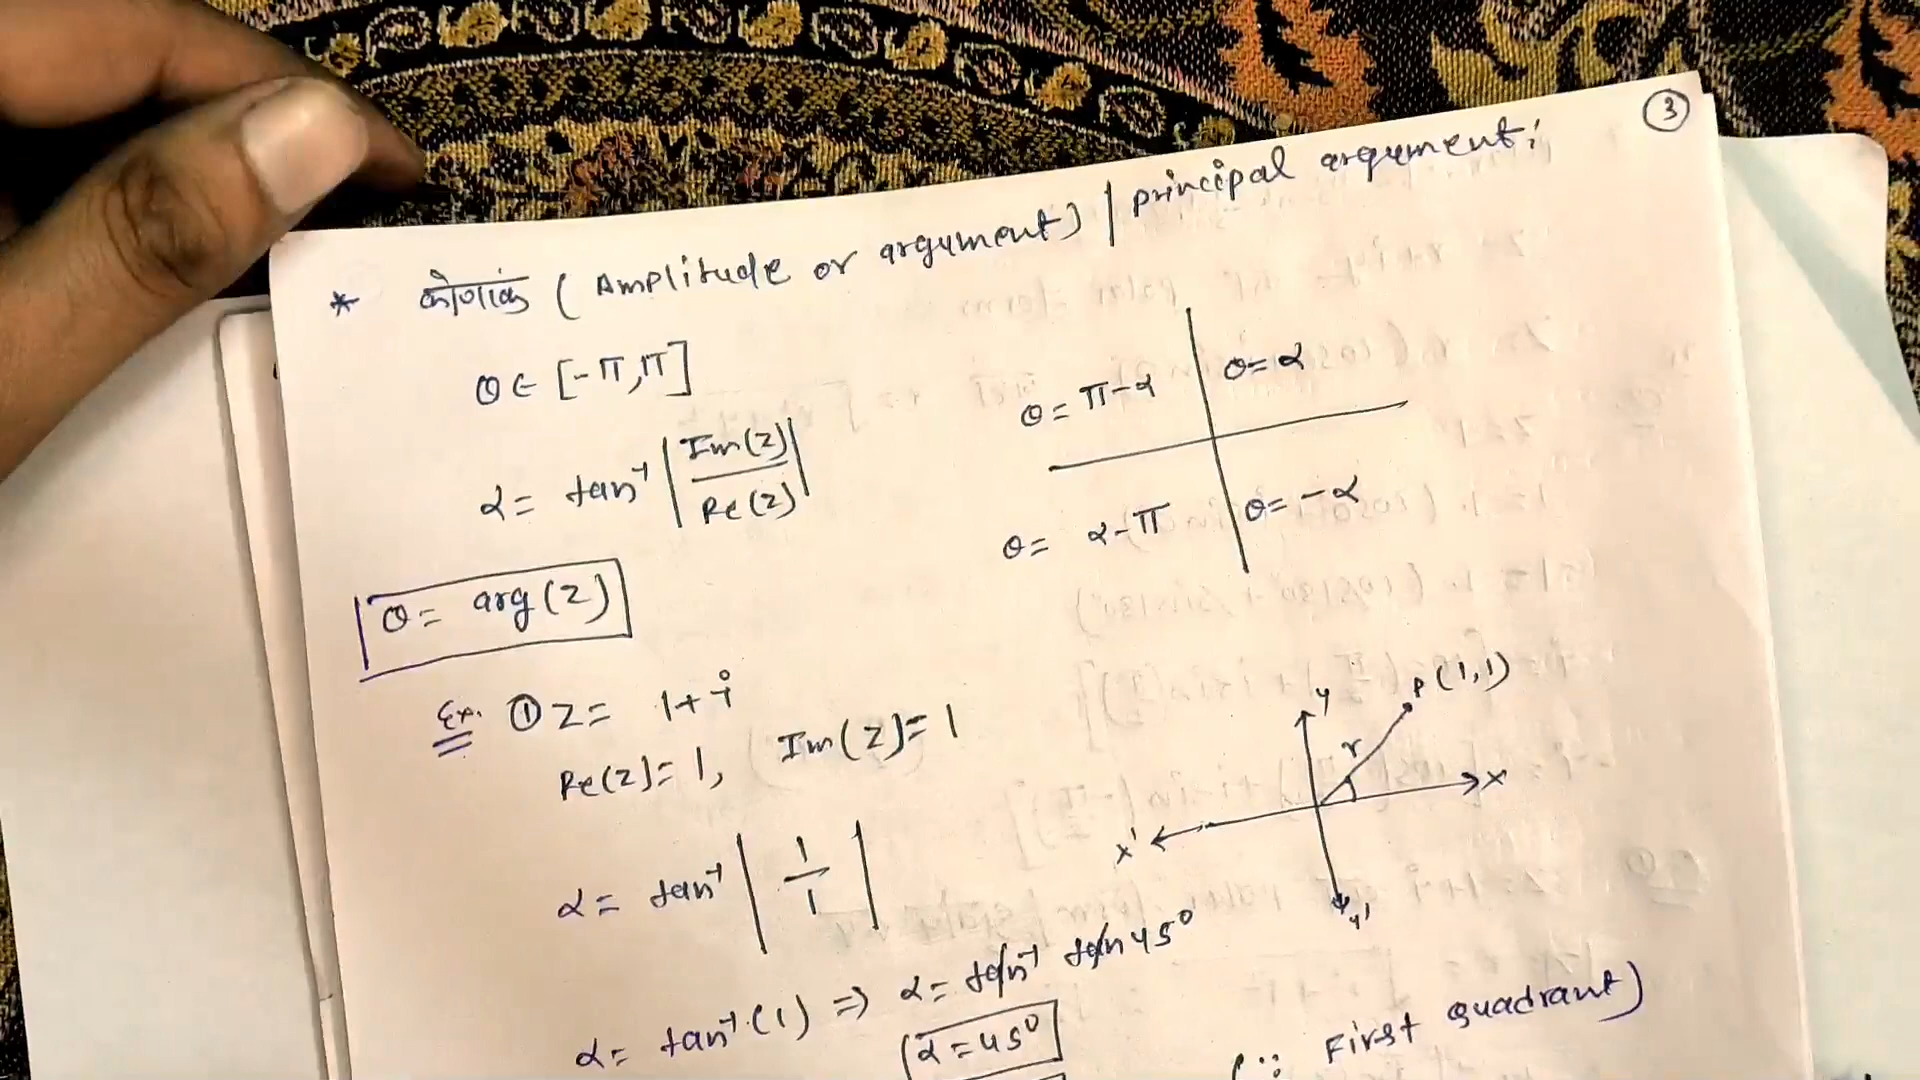 ③
* कोणांक (Amplitude or argument) | principal argument:
θ ∈ [-π, π]
α = tan⁻¹ |Im(z)/Re(z)|
θ = π-α
θ = α
θ = α-π
θ = -α
θ = arg(z)
Ex. ① z = 1+i
Re(z) = 1, Im(z) = 1
y
P(1,1)
r
x
x'
y'
α = tan⁻¹ |1/1|
α = tan⁻¹(1) ⇒ α = tan⁻¹ tan 45°
α = 45°
(∵ First quadrant)